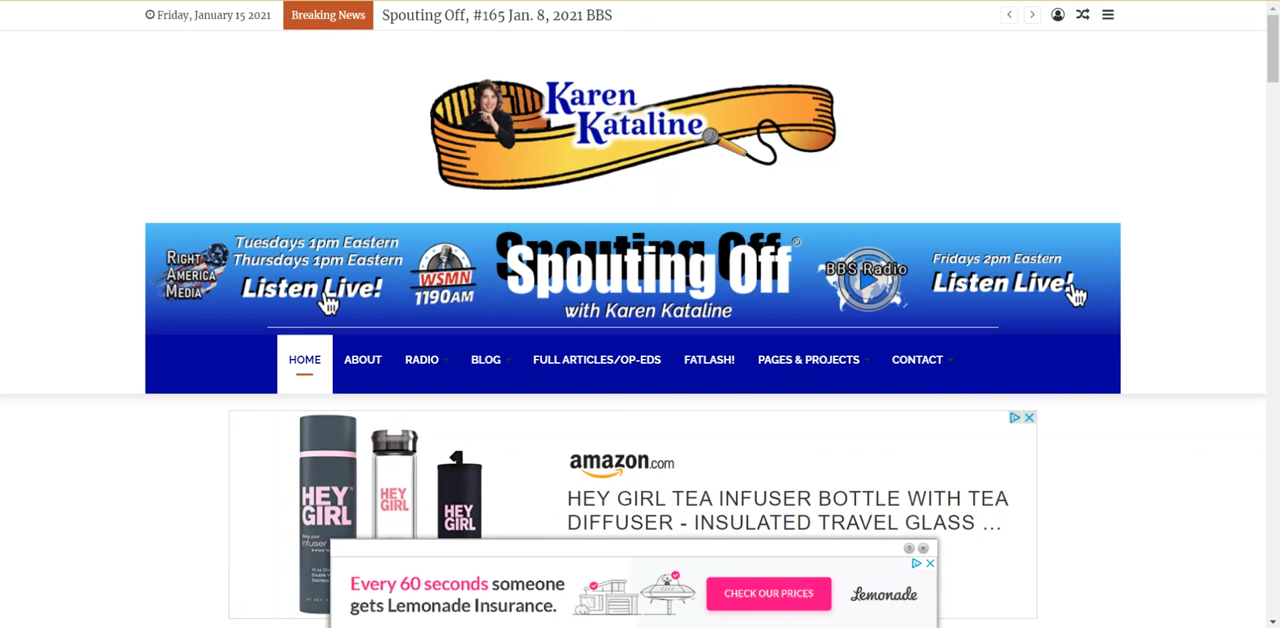 Friday, January 15 2021
Breaking News
Spouting Off, #165 Jan. 8, 2021 BBS
Karen
Kataline
RIGHT
AMERICA
MEDIA
Tuesdays 1pm Eastern
Thursdays 1pm Eastern
Listen Live!
WSMN
1190AM
Spouting Off®
with Karen Kataline
BBS Radio
Fridays 2pm Eastern
Listen Live!
HOME ABOUT RADIO BLOG FULL ARTICLES/OP-EDS FATLASH! PAGES & PROJECTS CONTACT
HEY
GIRL
HEY
GIRL
HEY
GIRL
amazon.com
HEY GIRL TEA INFUSER BOTTLE WITH TEA
DIFFUSER - INSULATED TRAVEL GLASS ...
Every 60 seconds someone
gets Lemonade Insurance.
CHECK OUR PRICES
Lemonade